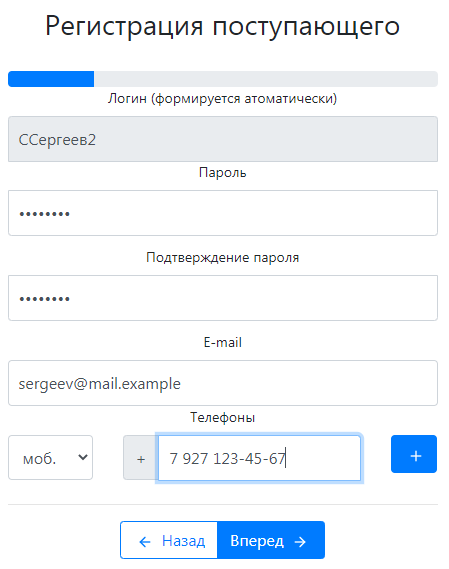 Регистрация поступающего
Логин (формируется атоматически)
ССергеев2
Пароль
••••••••
Подтверждение пароля
••••••••
E-mail
sergeev@mail.example
Телефоны
моб. + 7 927 123-45-67 +
← Назад Вперед →